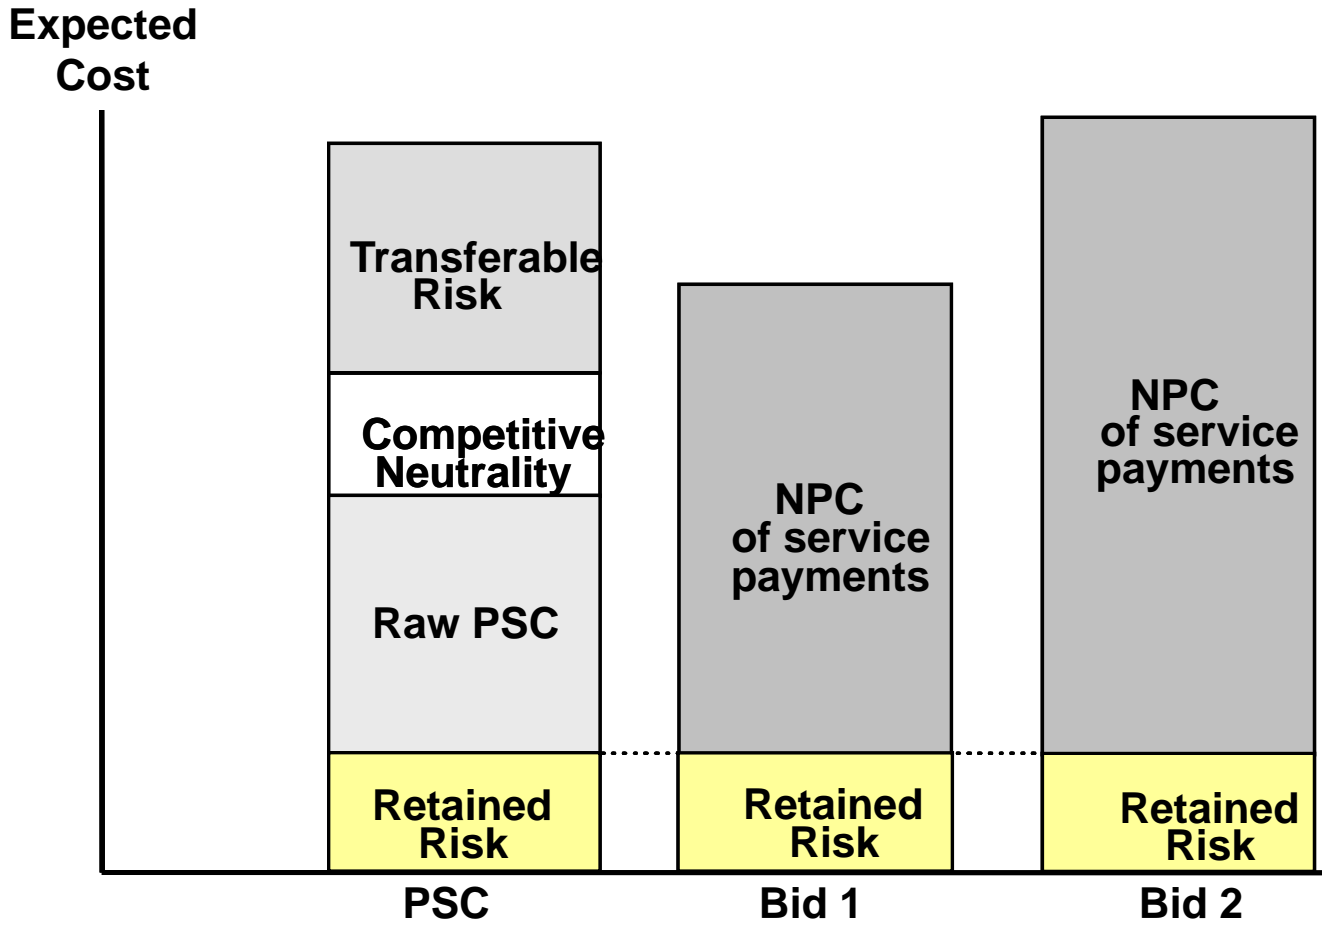 Expected
Cost
Transferable
Risk
Competitive
Neutrality
Raw PSC
Retained
Risk
NPC
of service
payments
Retained
Risk
NPC
of service
payments
Retained
Risk
PSC
Bid 1
Bid 2